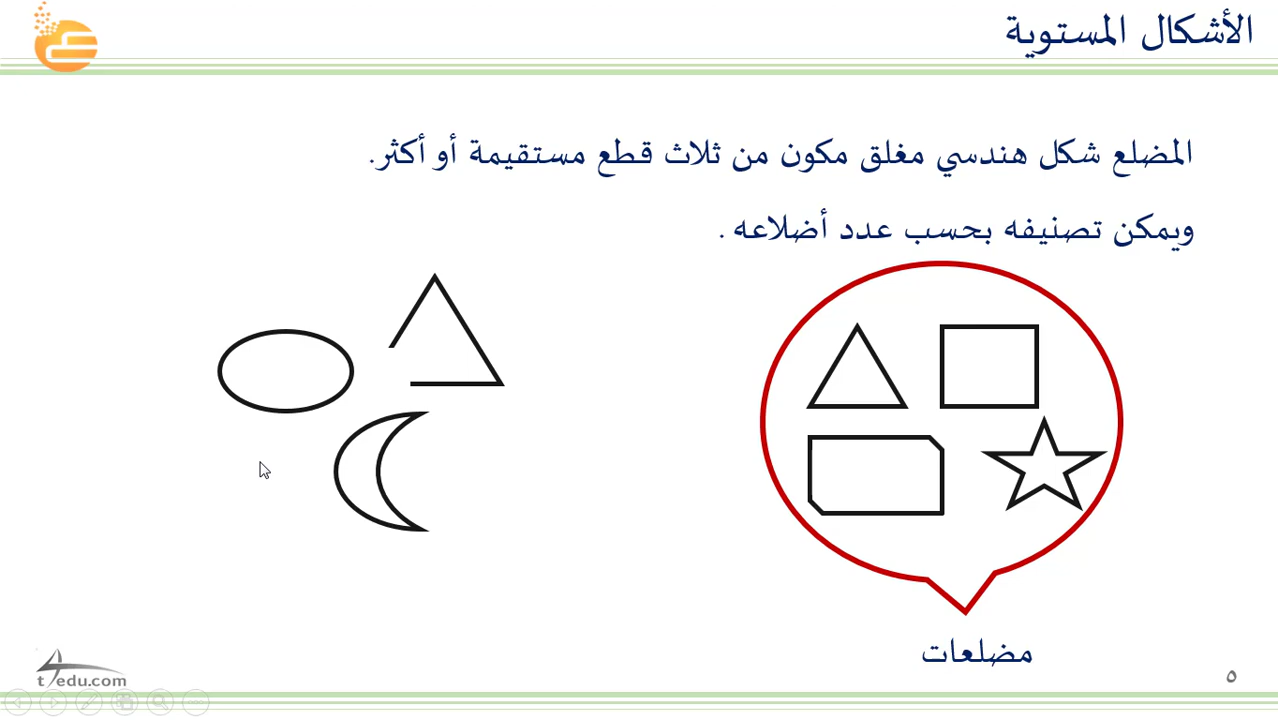 الأشكال المستوية
المضلع شكل هندسي مغلق مكون من ثلاث قطع مستقيمة أو أكثر.
ويمكن تصنيفه بحسب عدد أضلاعه .
مضلعات
٥
t4edu.com